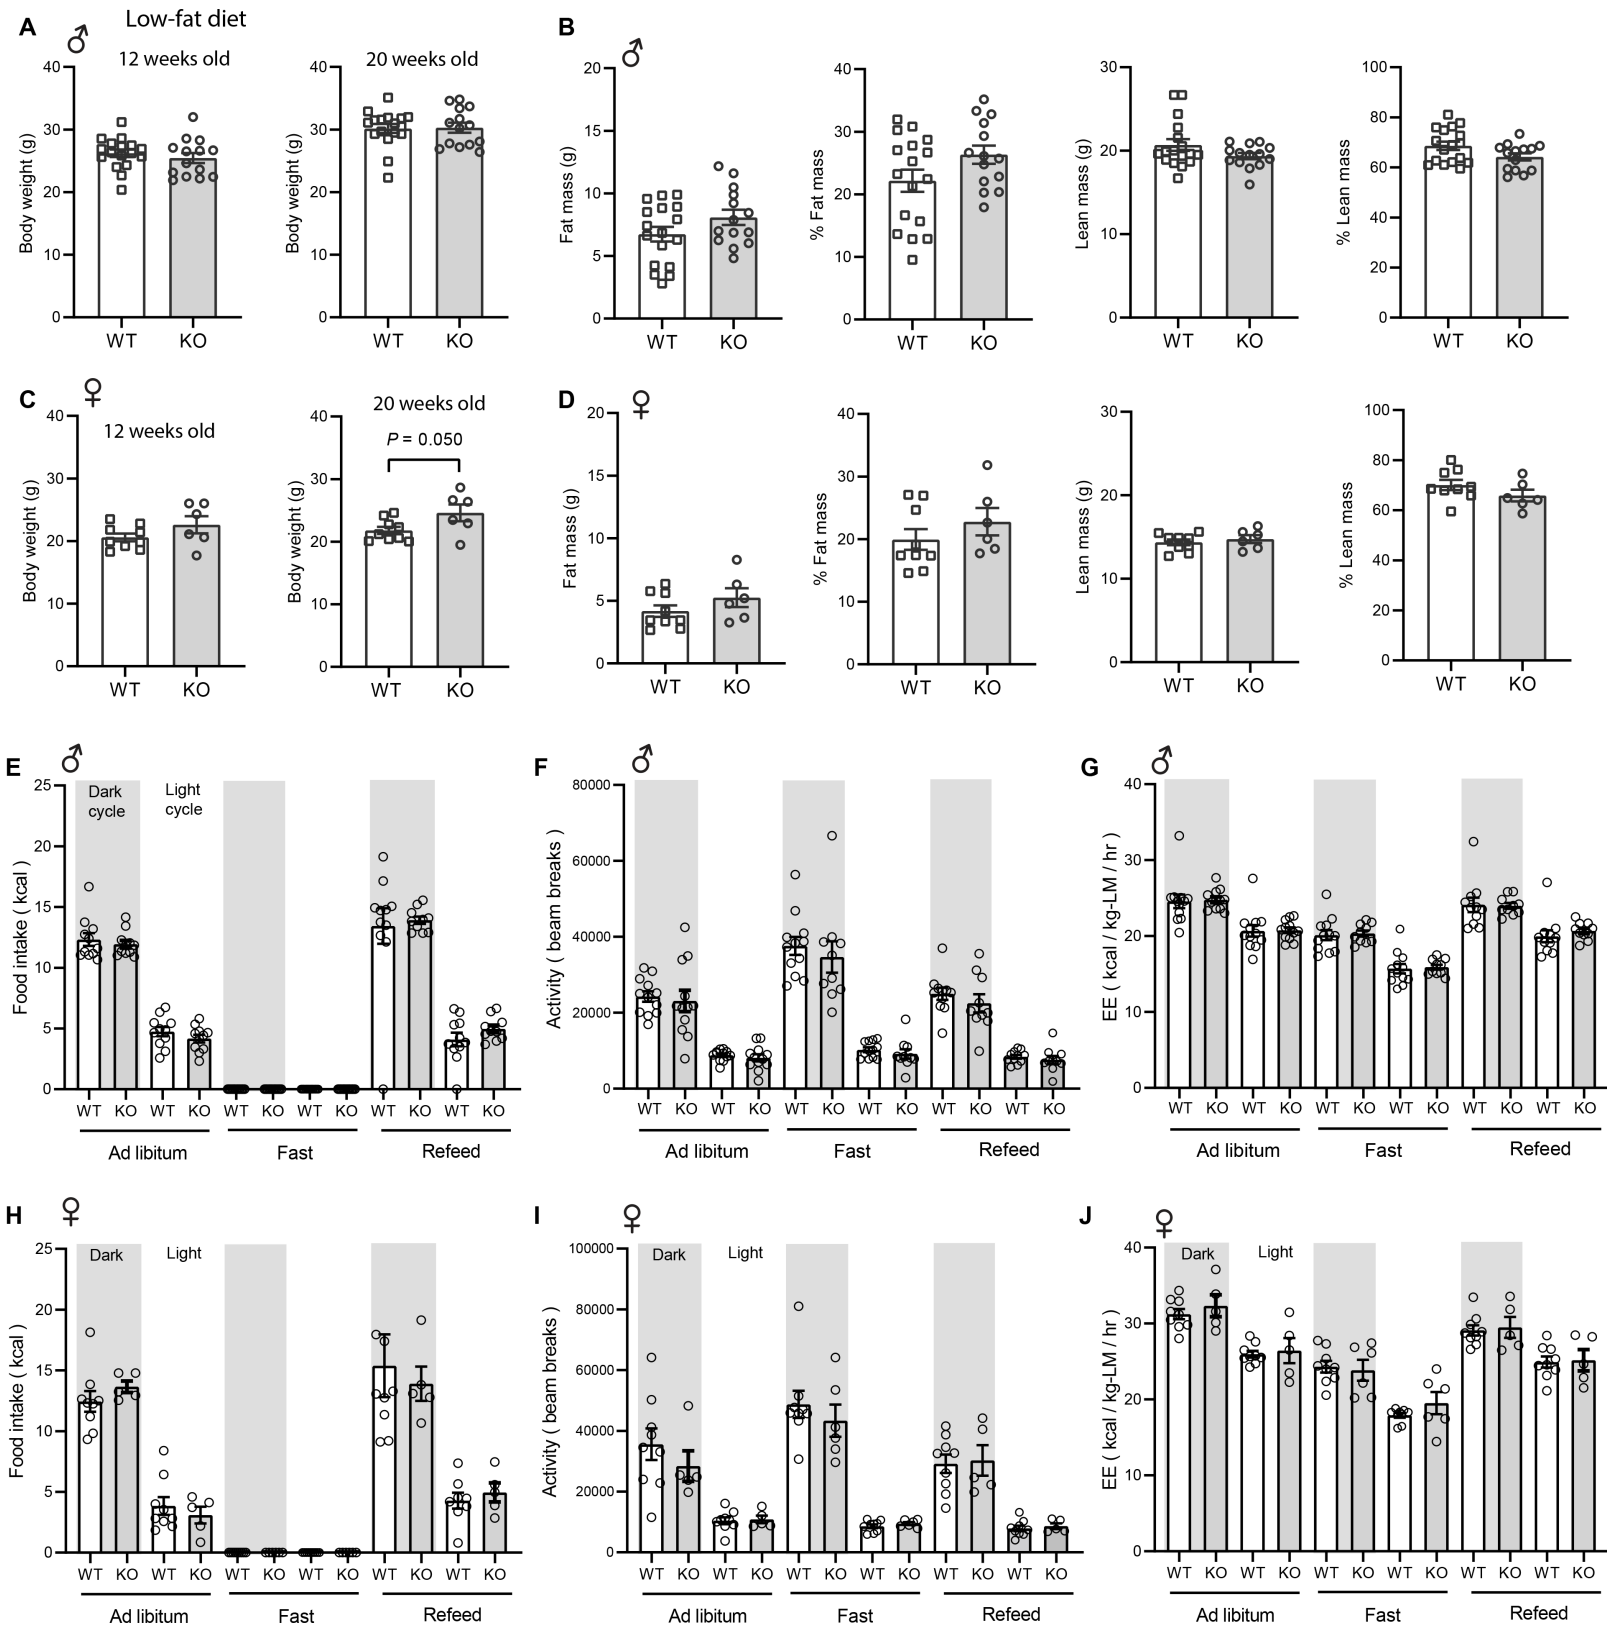 A
Low-fat diet
♂
12 weeks old
Body weight (g)
40
30
20
10
0
WT
KO
20 weeks old
Body weight (g)
40
30
20
10
0
WT
KO
B
♂
Fat mass (g)
20
15
10
5
0
WT
KO
% Fat mass
40
30
20
10
0
WT
KO
Lean mass (g)
30
20
10
0
WT
KO
% Lean mass
100
80
60
40
20
0
WT
KO
C
♀
12 weeks old
Body weight (g)
40
30
20
10
0
WT
KO
20 weeks old
P = 0.050
Body weight (g)
40
30
20
10
0
WT
KO
D
♀
Fat mass (g)
20
15
10
5
0
WT
KO
% Fat mass
40
30
20
10
0
WT
KO
Lean mass (g)
30
20
10
0
WT
KO
% Lean mass
100
80
60
40
20
0
WT
KO
E
♂
Food intake ( kcal )
25
20
15
10
5
0
Dark
cycle
Light
cycle
WT KO WT KO WT KO WT KO WT KO WT KO
Ad libitum
Fast
Refeed
F
♂
Activity ( beam breaks )
80000
60000
40000
20000
0
WT KO WT KO WT KO WT KO WT KO WT KO
Ad libitum
Fast
Refeed
G
♂
EE ( kcal / kg-LM / hr )
40
30
20
10
0
WT KO WT KO WT KO WT KO WT KO WT KO
Ad libitum
Fast
Refeed
H
♀
Food intake ( kcal )
25
20
15
10
5
0
Dark
Light
WT KO WT KO WT KO WT KO WT KO WT KO
Ad libitum
Fast
Refeed
I
♀
Activity ( beam breaks )
100000
80000
60000
40000
20000
0
Dark
Light
WT KO WT KO WT KO WT KO WT KO WT KO
Ad libitum
Fast
Refeed
J
♀
EE ( kcal / kg-LM / hr )
40
30
20
10
0
Dark
Light
WT KO WT KO WT KO WT KO WT KO WT KO
Ad libitum
Fast
Refeed